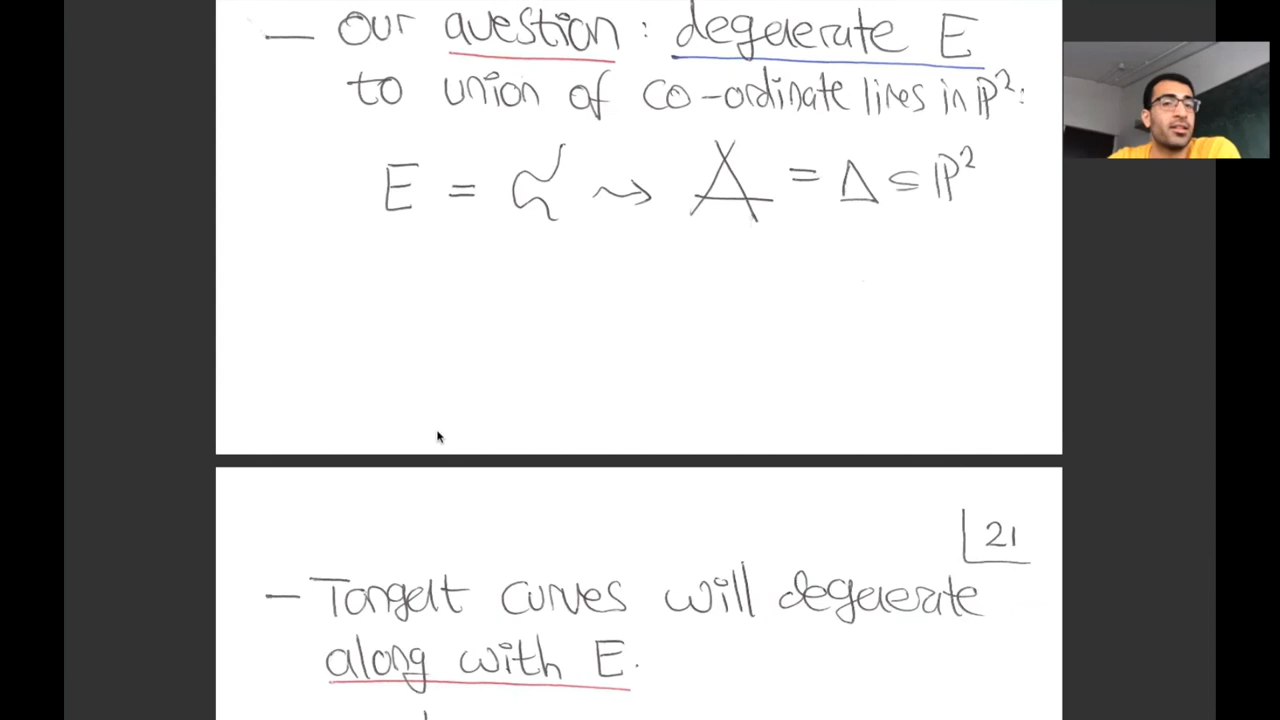 — Our question: degenerate E
to union of co-ordinate lines in ℙ²:
E = ⇝ = Δ ⊆ ℙ²
21
— Tangent curves will degenerate
along with E.